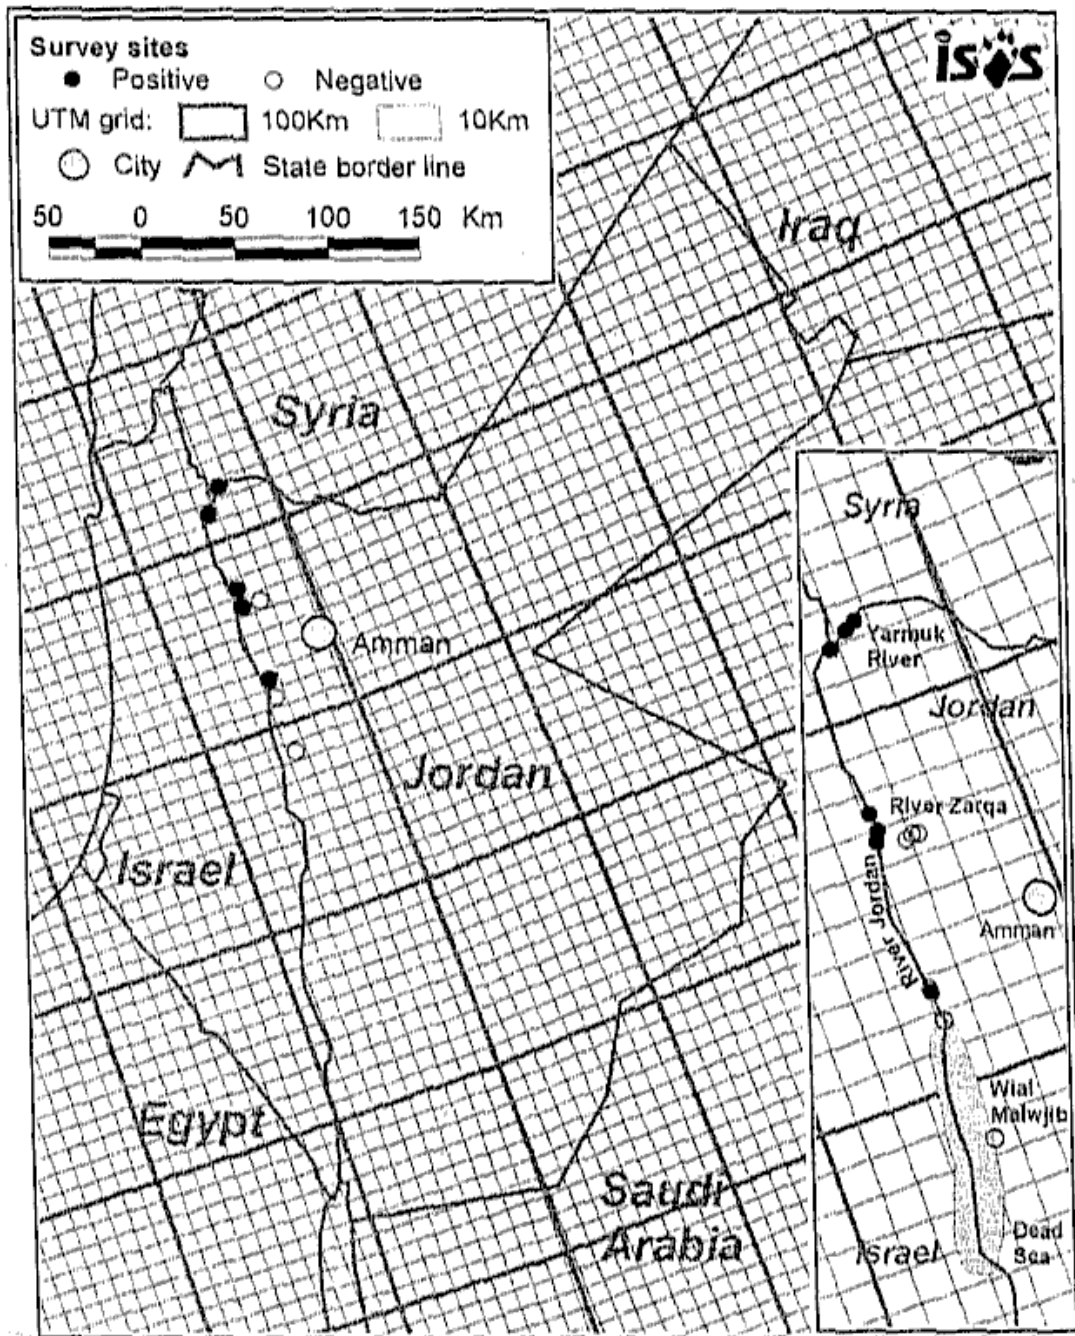 Survey sites
Positive Negative
UTM grid: 100Km 10Km
City State border line
50 0 50 100 150 Km
isos
Iraq
Syria
Amman
Jordan
Israel
Egypt
Saudi
Arabia
Syria
Yarmuk
River
Jordan
River Zarqa
River Jordan
Amman
Wial
Malwjib
Dead
Sea
Israel